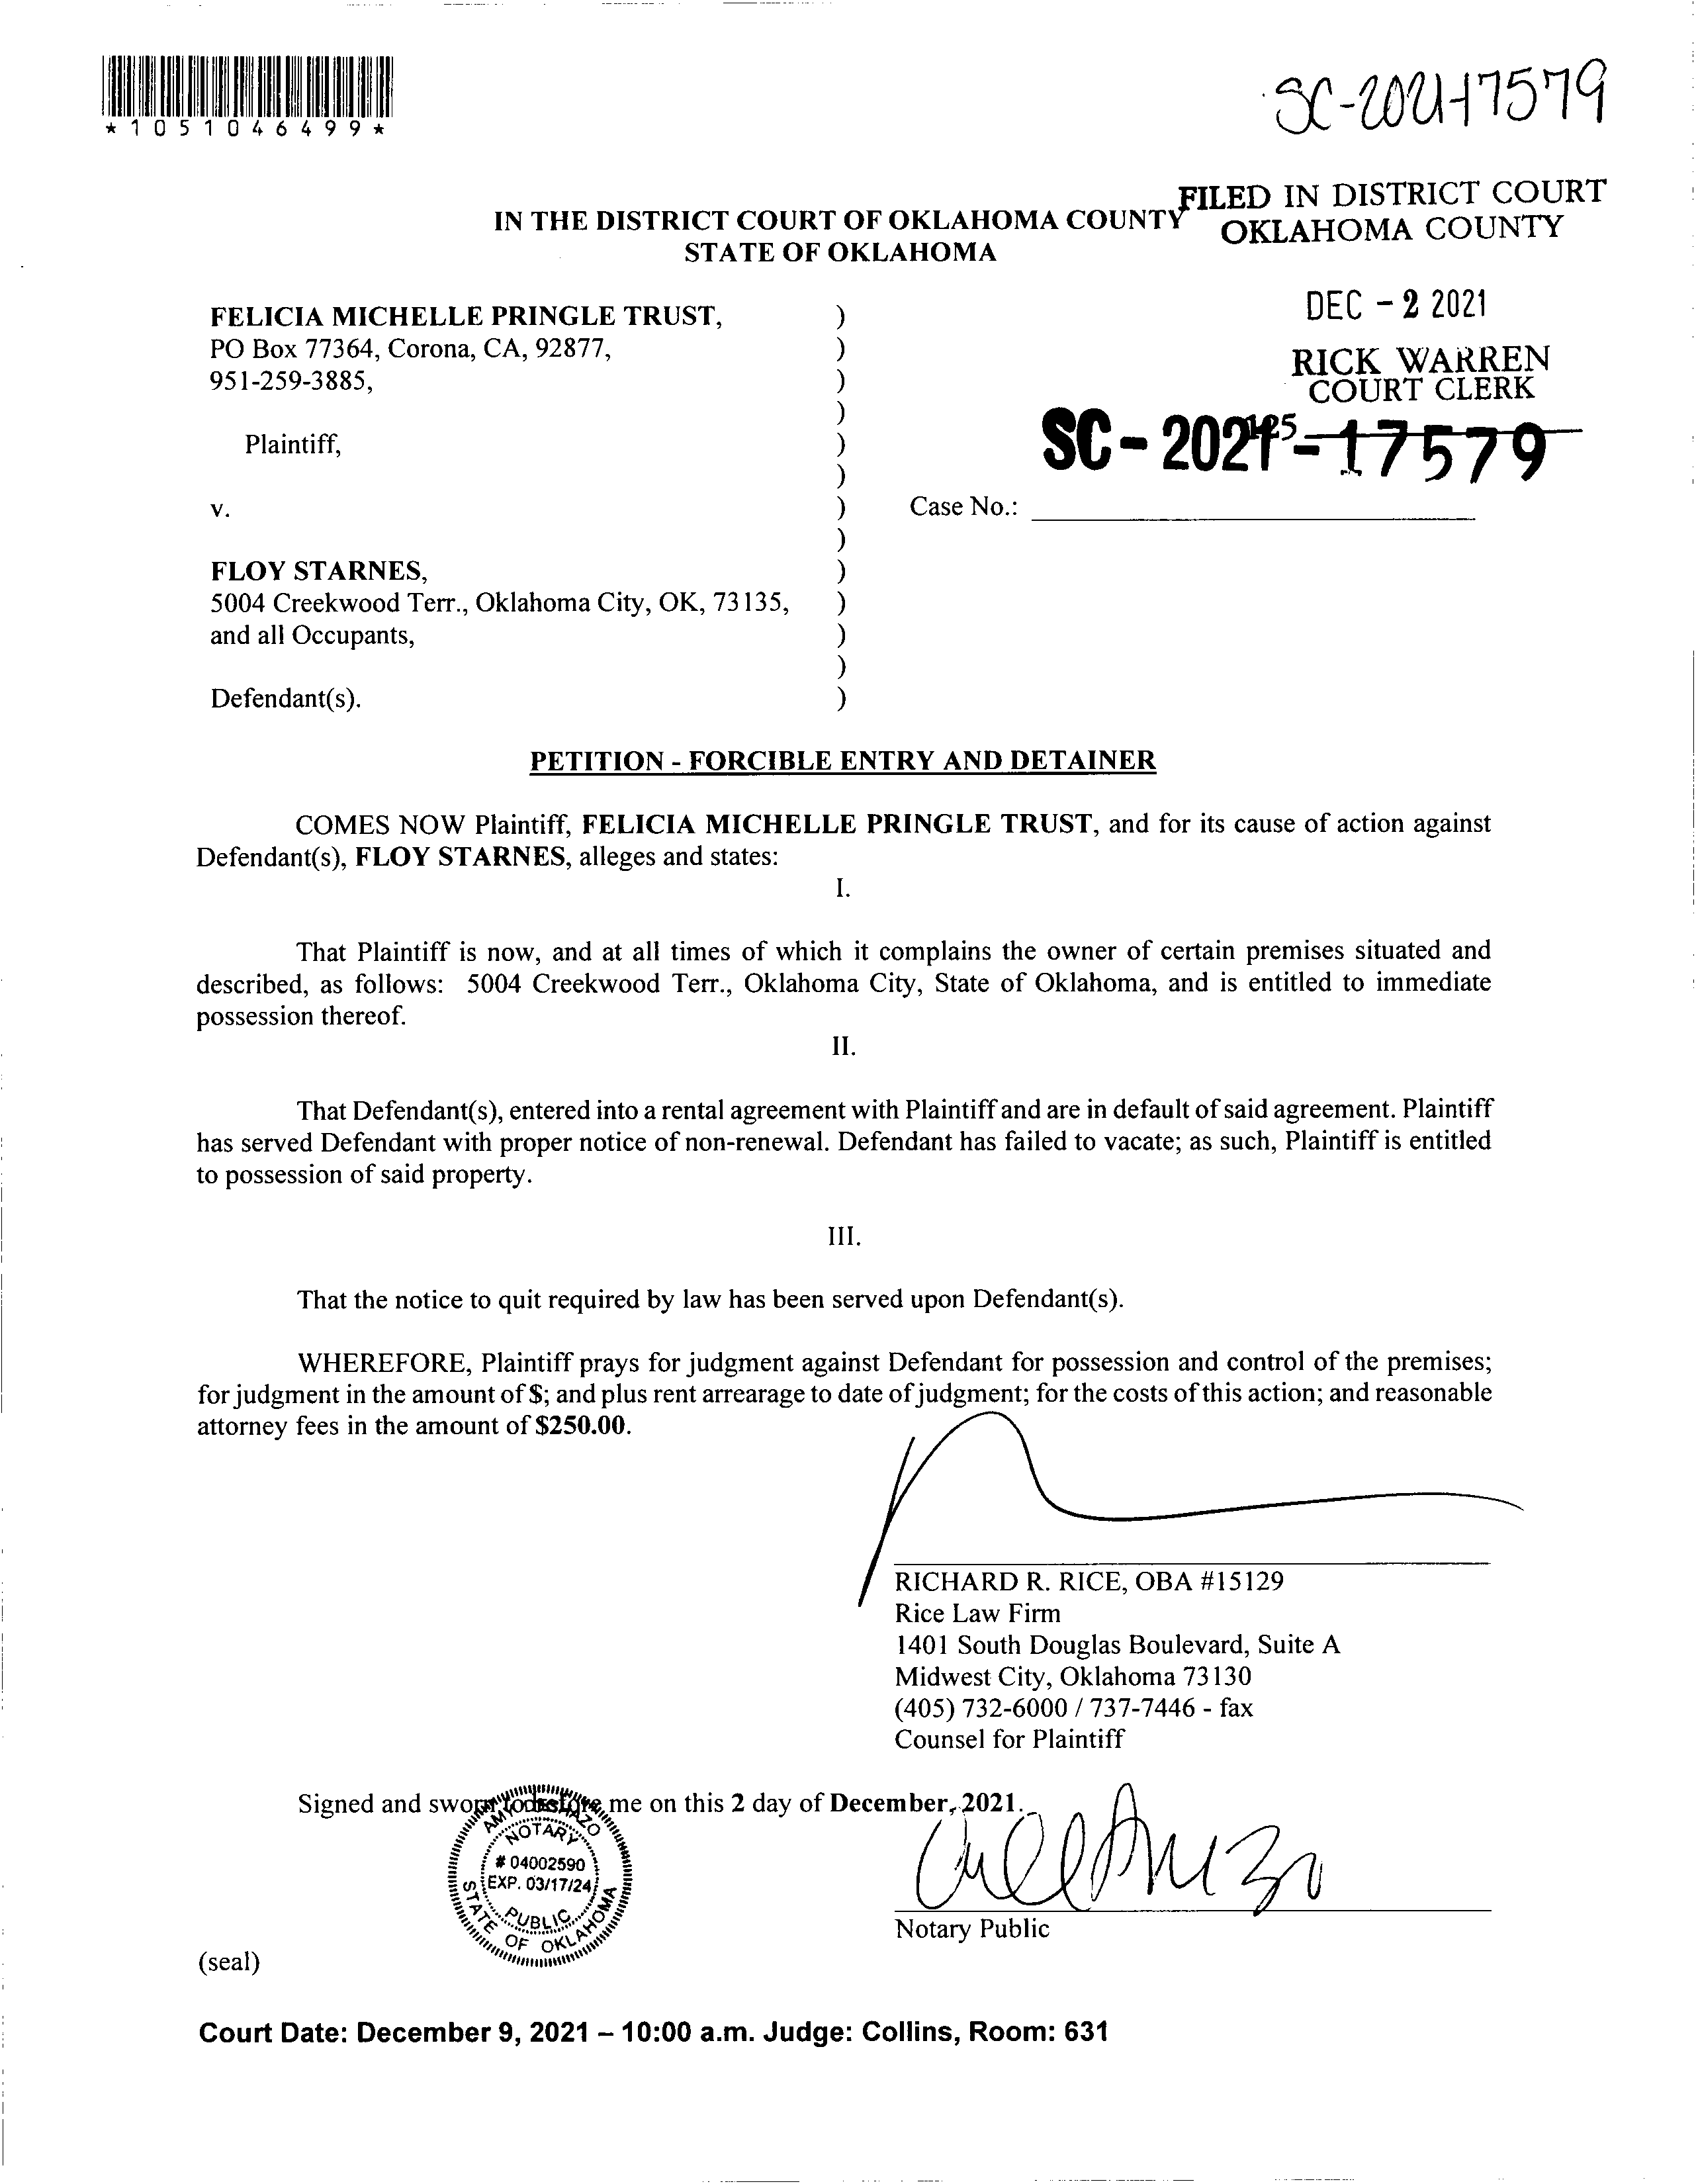 *1051046499*
SC-2021-17579
FILED IN DISTRICT COURT
OKLAHOMA COUNTY
IN THE DISTRICT COURT OF OKLAHOMA COUNTY
STATE OF OKLAHOMA
DEC - 2 2021
RICK WARREN
COURT CLERK
SC - 2021 - 17579
FELICIA MICHELLE PRINGLE TRUST, )
PO Box 77364, Corona, CA, 92877, )
951-259-3885, )
)
Plaintiff, )
)
v. ) Case No.:
)
FLOY STARNES, )
5004 Creekwood Terr., Oklahoma City, OK, 73135, )
and all Occupants, )
)
Defendant(s). )
PETITION - FORCIBLE ENTRY AND DETAINER
COMES NOW Plaintiff, FELICIA MICHELLE PRINGLE TRUST, and for its cause of action against
Defendant(s), FLOY STARNES, alleges and states:
I.
That Plaintiff is now, and at all times of which it complains the owner of certain premises situated and
described, as follows: 5004 Creekwood Terr., Oklahoma City, State of Oklahoma, and is entitled to immediate
possession thereof.
II.
That Defendant(s), entered into a rental agreement with Plaintiff and are in default of said agreement. Plaintiff
has served Defendant with proper notice of non-renewal. Defendant has failed to vacate; as such, Plaintiff is entitled
to possession of said property.
III.
That the notice to quit required by law has been served upon Defendant(s).
WHEREFORE, Plaintiff prays for judgment against Defendant for possession and control of the premises;
for judgment in the amount of $; and plus rent arrearage to date of judgment; for the costs of this action; and reasonable
attorney fees in the amount of $250.00.
RICHARD R. RICE, OBA #15129
Rice Law Firm
1401 South Douglas Boulevard, Suite A
Midwest City, Oklahoma 73130
(405) 732-6000 / 737-7446 - fax
Counsel for Plaintiff
Signed and sworn to before me on this 2 day of December, 2021.
NOTARY
# 04002590
EXP. 03/17/24
PUBLIC
STATE OF OKLAHOMA
Notary Public
(seal)
Court Date: December 9, 2021 – 10:00 a.m. Judge: Collins, Room: 631